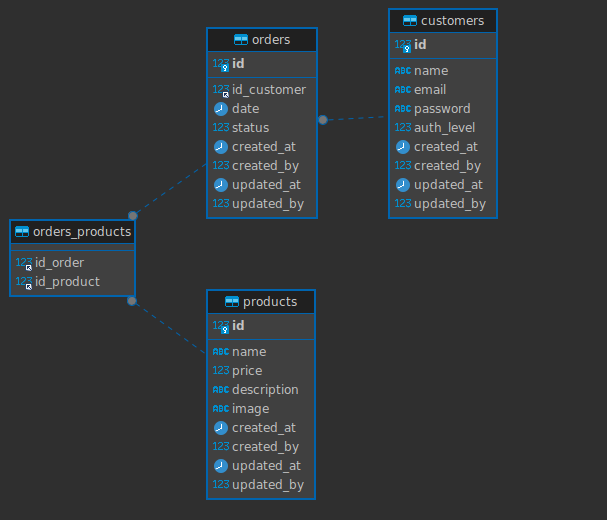 orders
123 id
123 id_customer
date
123 status
created_at
123 created_by
updated_at
123 updated_by
customers
123 id
ABC name
ABC email
ABC password
123 auth_level
created_at
123 created_by
updated_at
123 updated_by
orders_products
123 id_order
123 id_product
products
123 id
ABC name
123 price
ABC description
ABC image
created_at
123 created_by
updated_at
123 updated_by